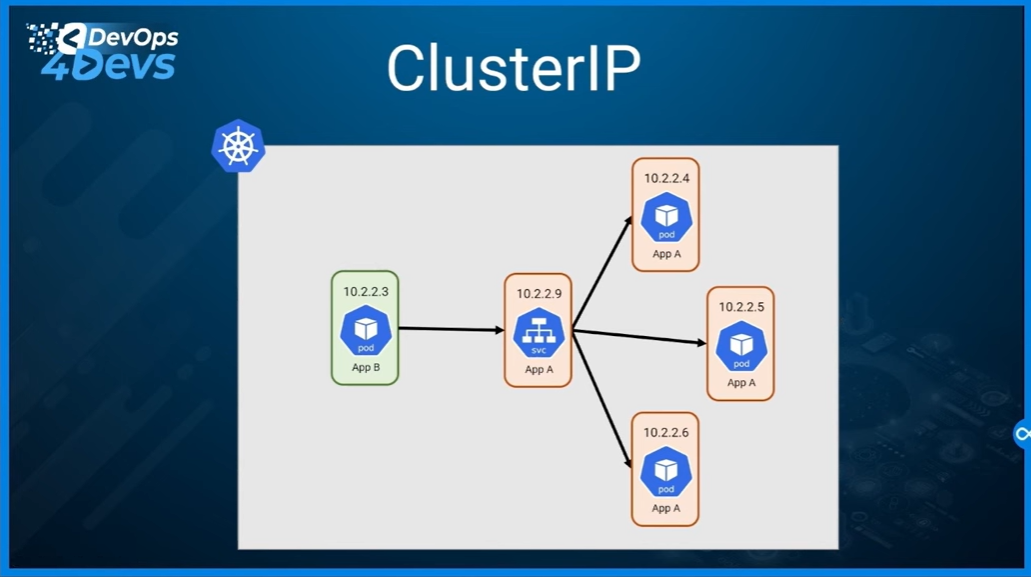 DevOps
4Devs
ClusterIP
10.2.2.4
pod
App A
10.2.2.3
pod
App B
10.2.2.9
svc
App A
10.2.2.5
pod
App A
10.2.2.6
pod
App A